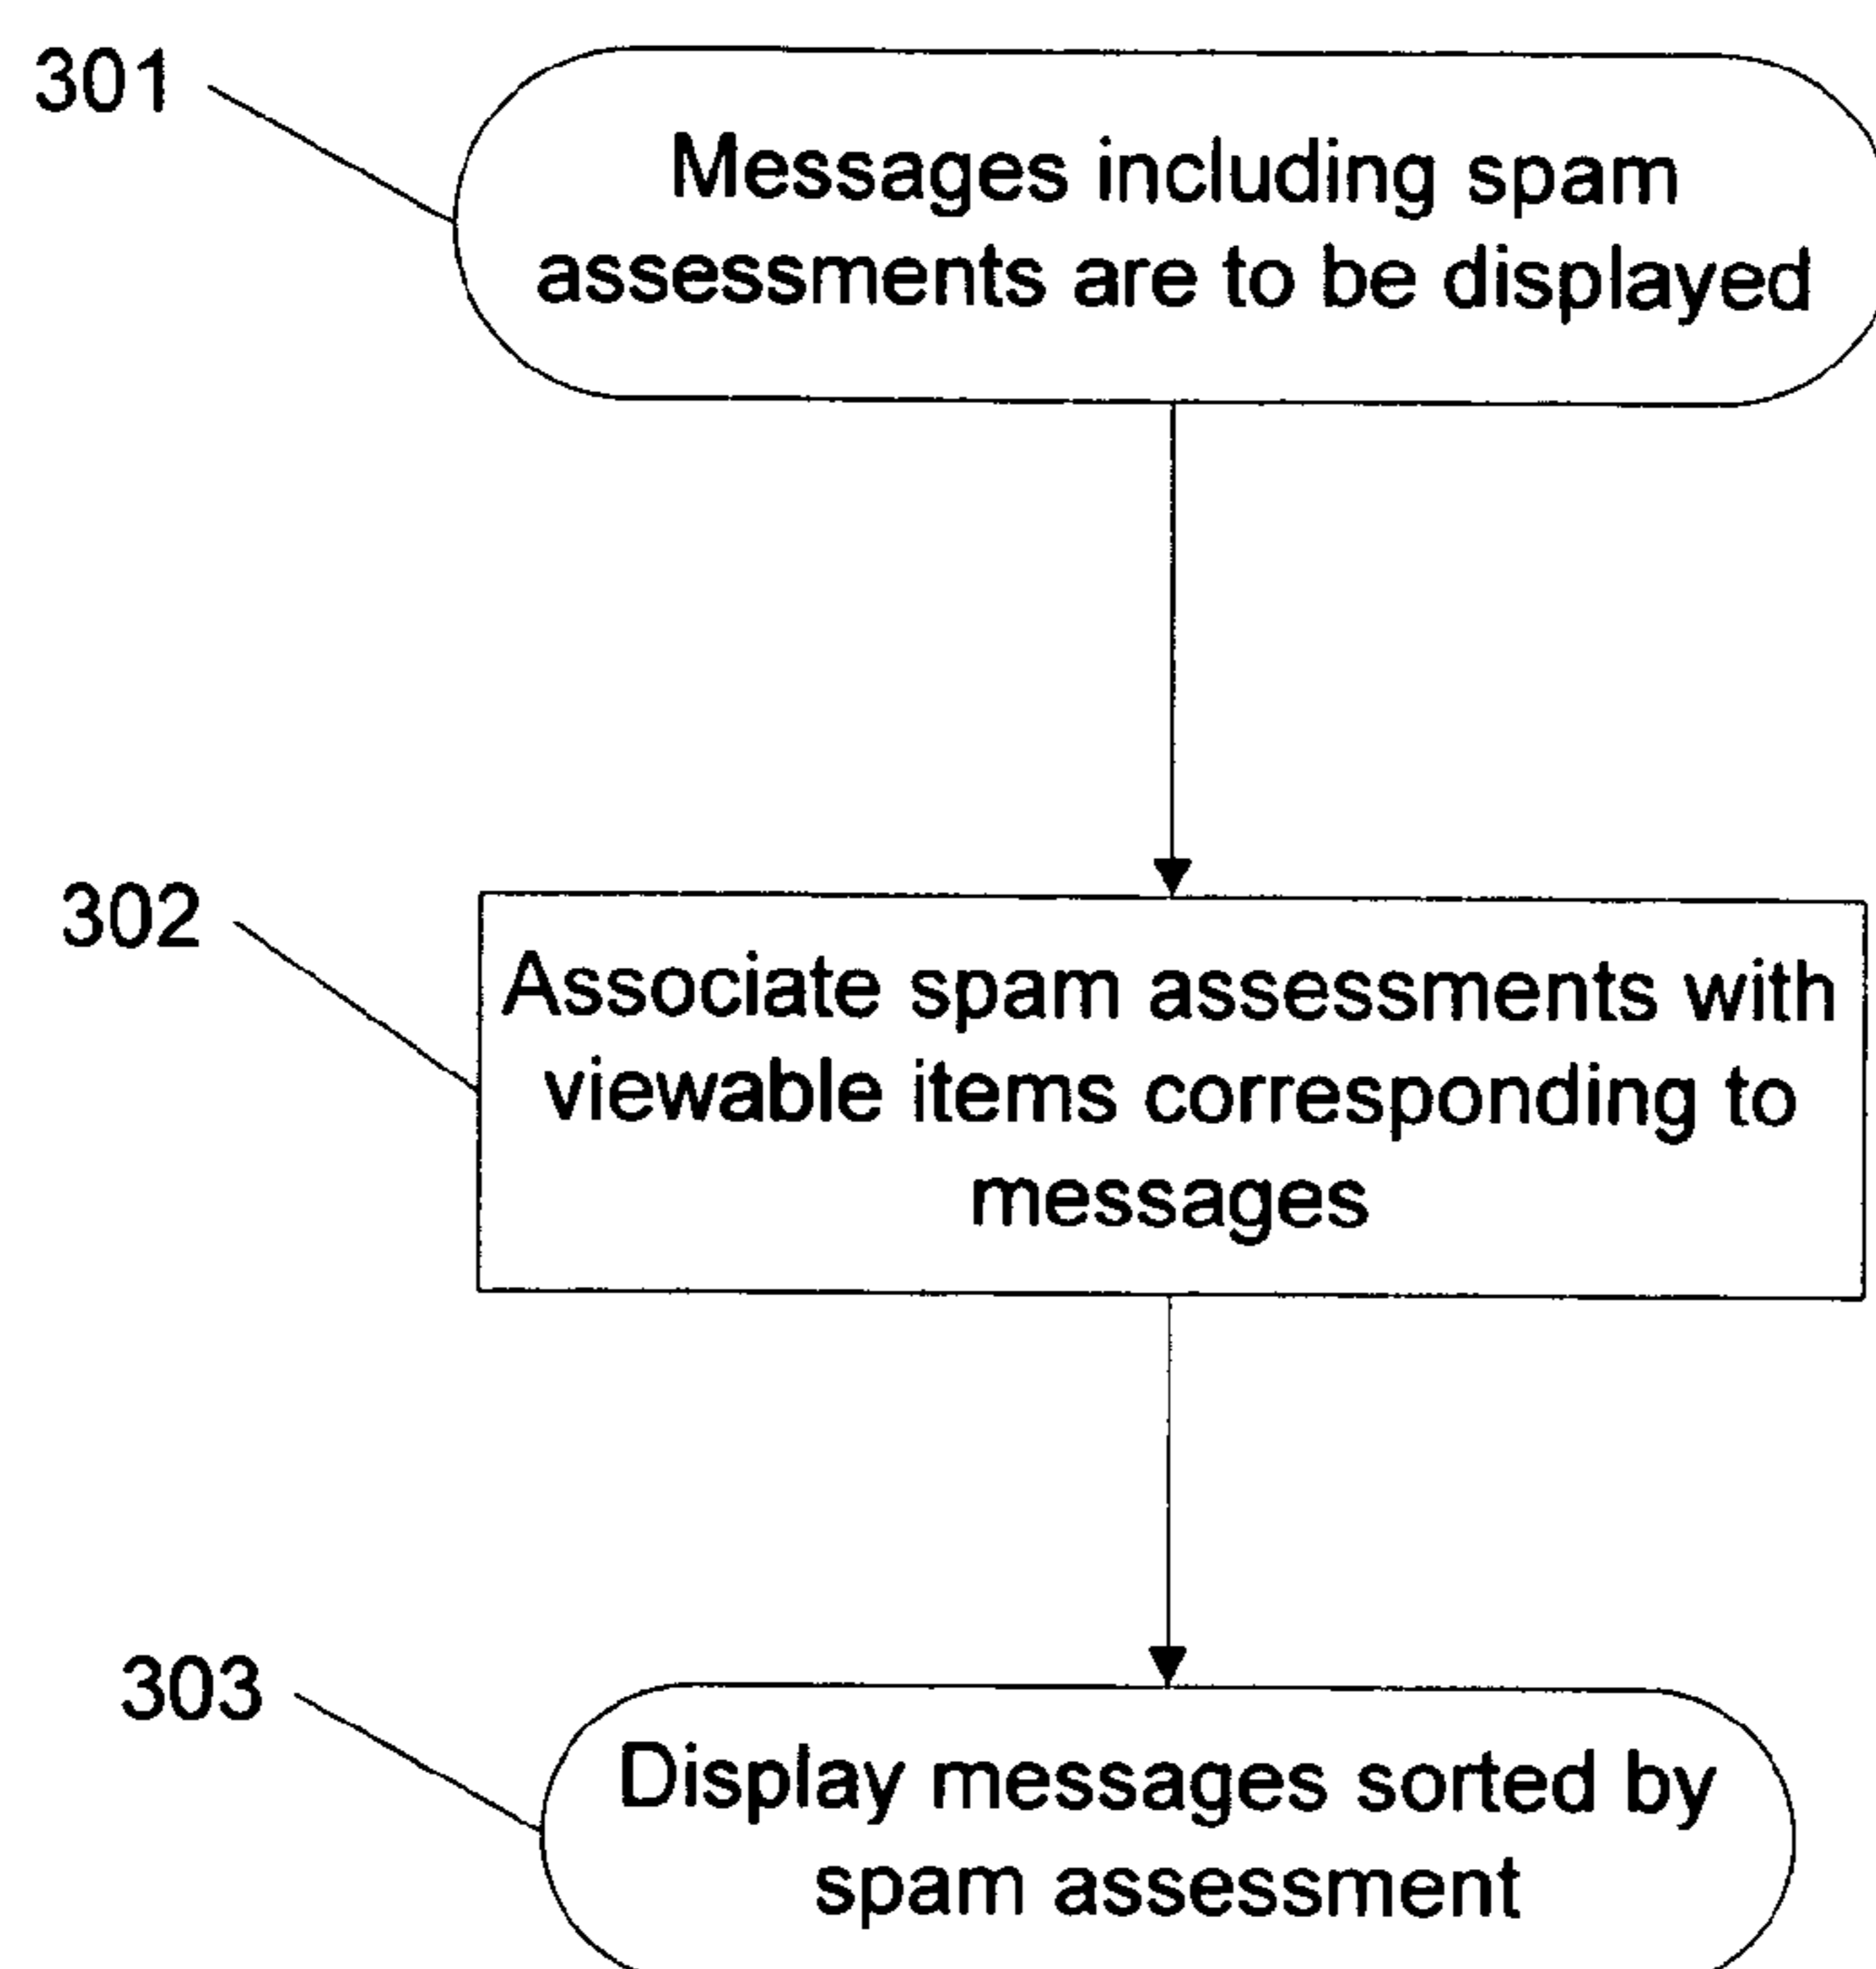 301
Messages including spam
assessments are to be displayed
302
Associate spam assessments with
viewable items corresponding to
messages
303
Display messages sorted by
spam assessment